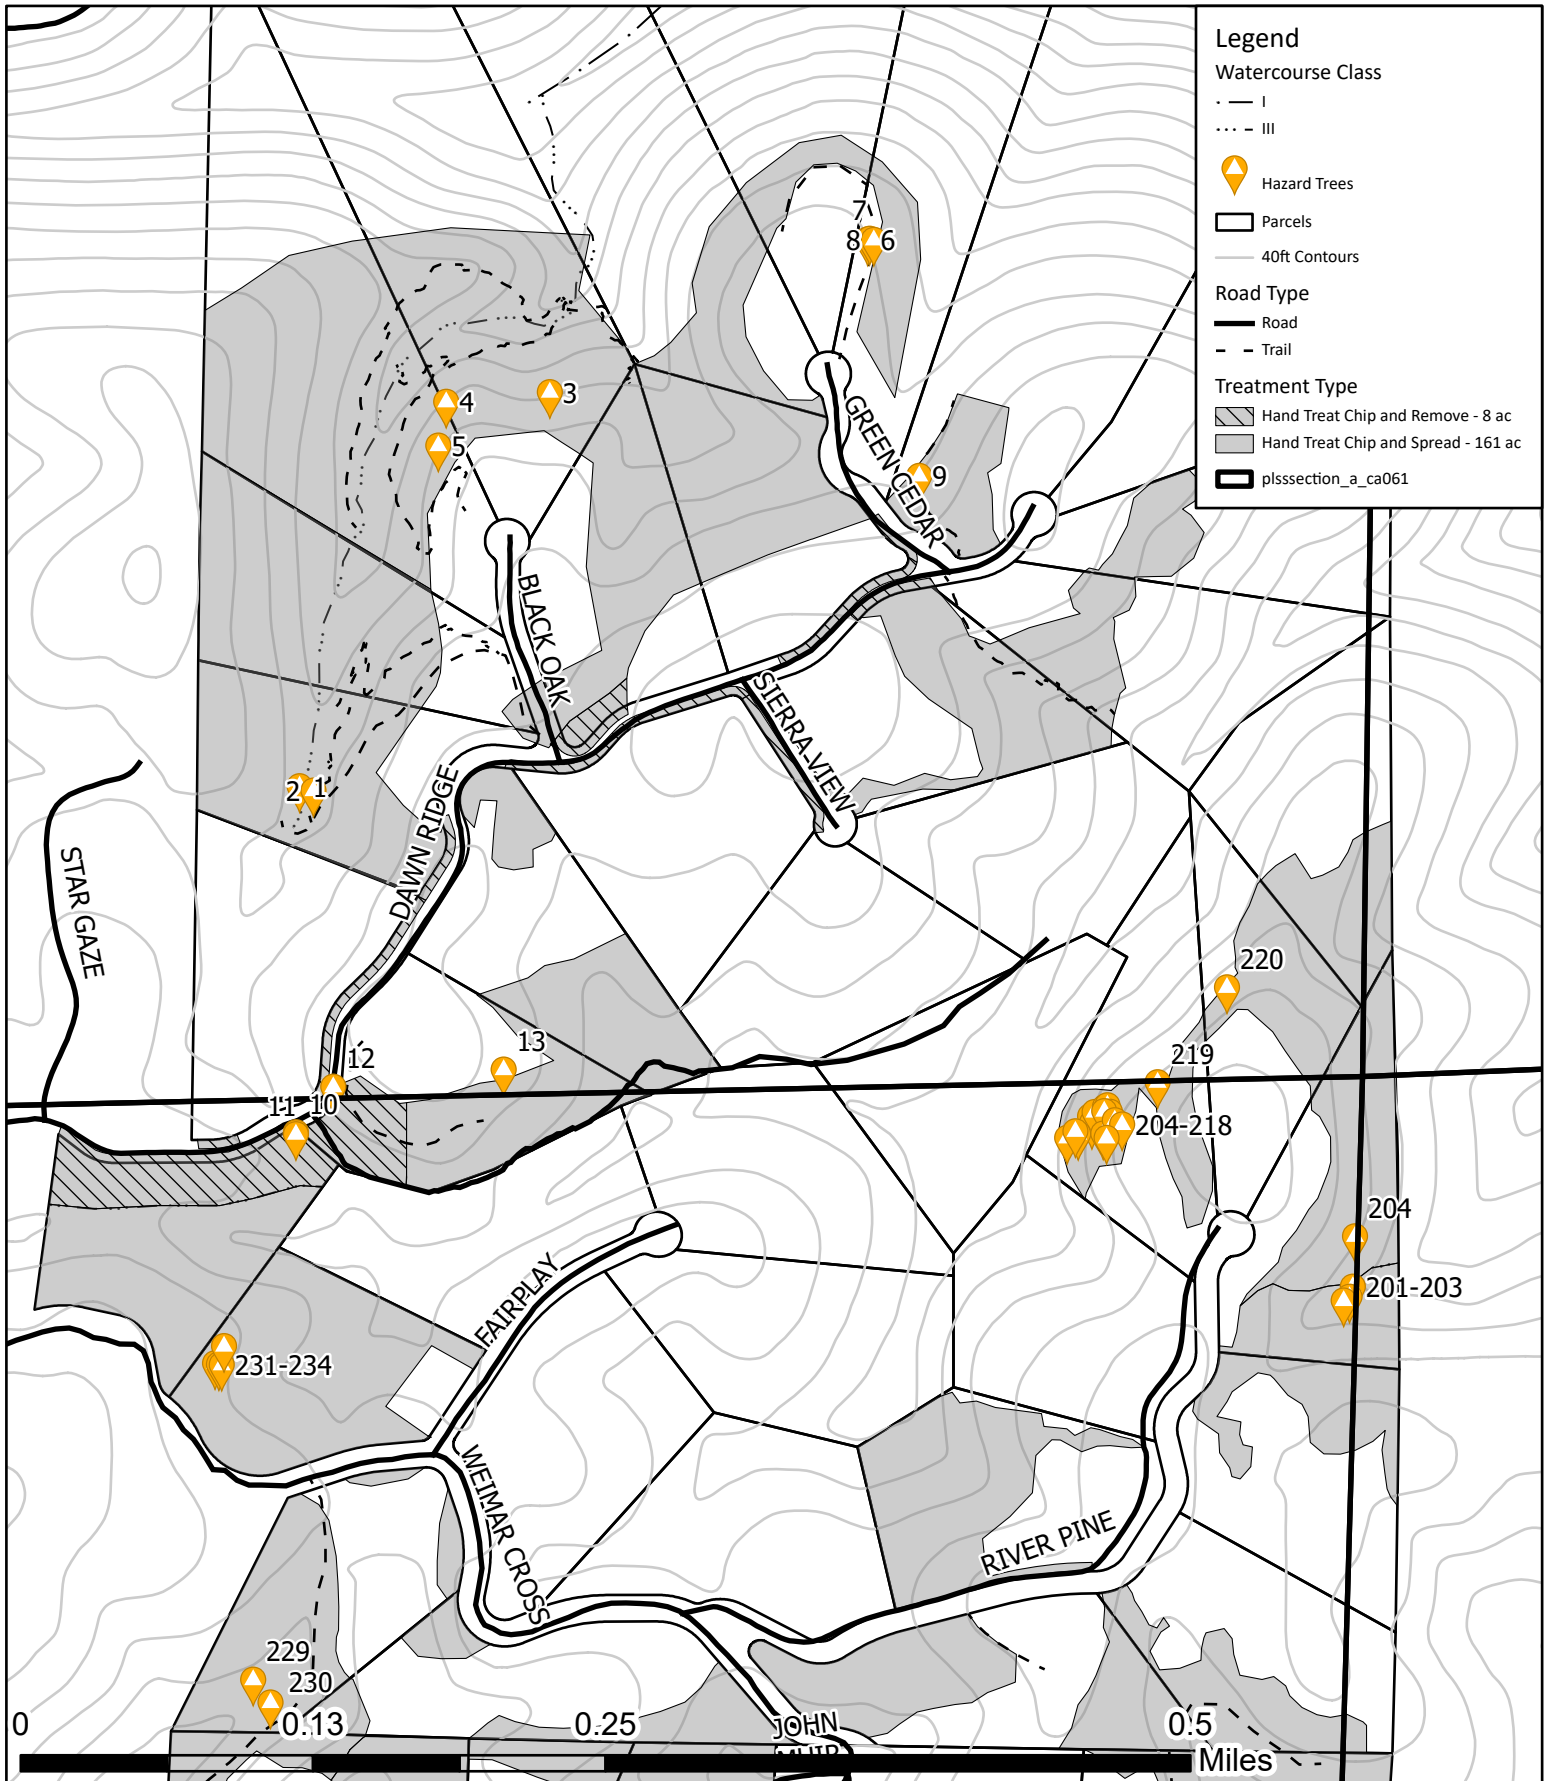 Legend
Watercourse Class
I
III
Hazard Trees
Parcels
40ft Contours
Road Type
Road
Trail
Treatment Type
Hand Treat Chip and Remove - 8 ac
Hand Treat Chip and Spread - 161 ac
plsssection_a_ca061
7
8 6
3
4
5
9
GREEN CEDAR
BLACK OAK
SIERRA VIEW
2 1
DAWN RIDGE
STAR GAZE
220
13
12
219
11 10
204-218
204
201-203
FAIRPLAY
231-234
WEIMAR CROSS
RIVER PINE
229
230
JOHN
MUIR
0 0.13 0.25 0.5
Miles